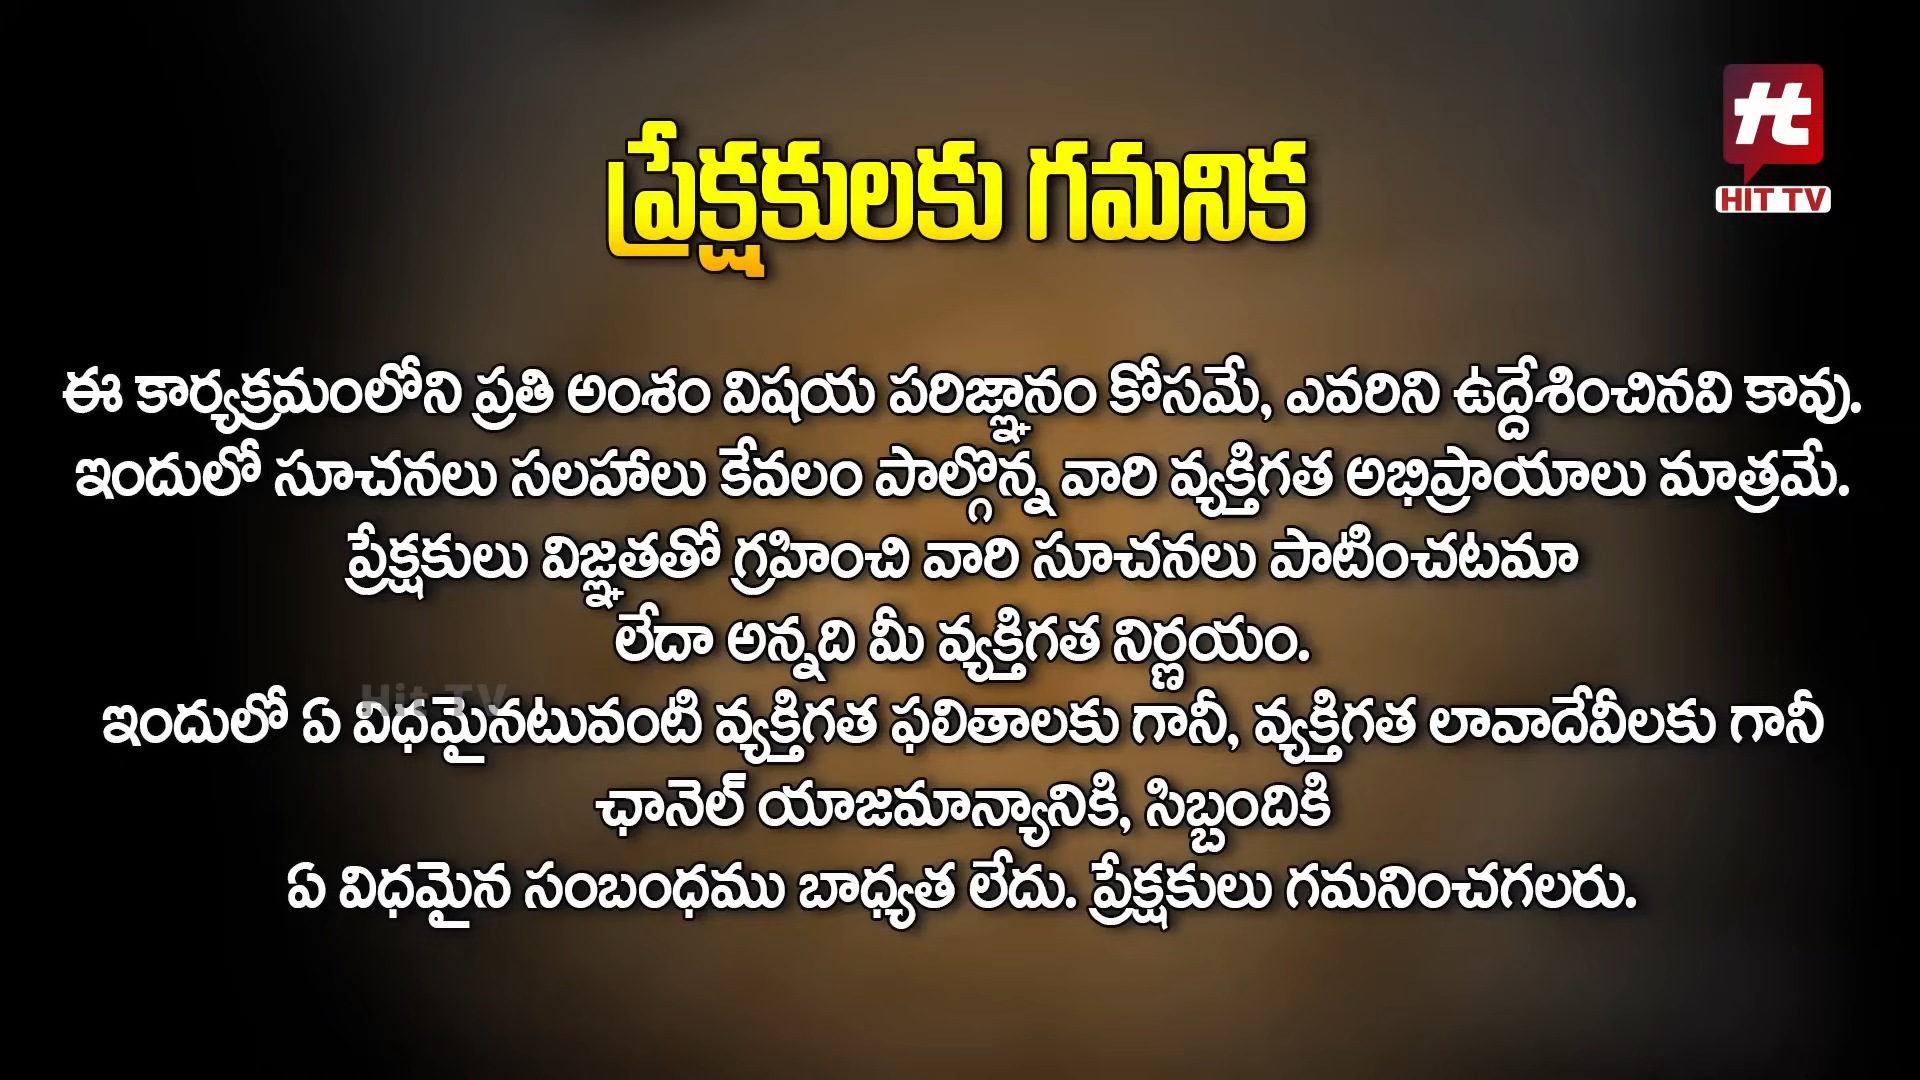 ప్రేక్షకులకు గమనిక
HIT TV
ఈ కార్యక్రమంలోని ప్రతి అంశం విషయ పరిజ్ఞానం కోసమే, ఎవరిని ఉద్దేశించినవి కావు.
ఇందులో సూచనలు సలహాలు కేవలం పాల్గొన్న వారి వ్యక్తిగత అభిప్రాయాలు మాత్రమే.
ప్రేక్షకులు విజ్ఞతతో గ్రహించి వారి సూచనలు పాటించటమా
లేదా అన్నది మీ వ్యక్తిగత నిర్ణయం.
Hit TV
ఇందులో ఏ విధమైనటువంటి వ్యక్తిగత ఫలితాలకు గానీ, వ్యక్తిగత లావాదేవీలకు గానీ
ఛానెల్ యాజమాన్యానికి, సిబ్బందికి
ఏ విధమైన సంబంధము బాధ్యత లేదు. ప్రేక్షకులు గమనించగలరు.